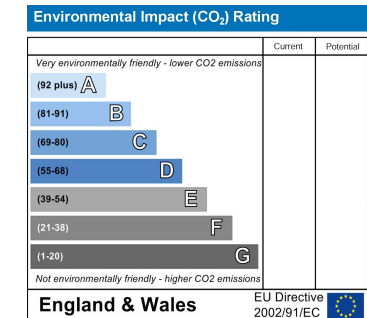 Environmental Impact (CO₂) Rating
Current Potential
Very environmentally friendly - lower CO2 emissions
(92 plus) A
(81-91) B
(69-80) C
(55-68) D
(39-54) E
(21-38) F
(1-20) G
Not environmentally friendly - higher CO2 emissions
England & Wales
EU Directive
2002/91/EC